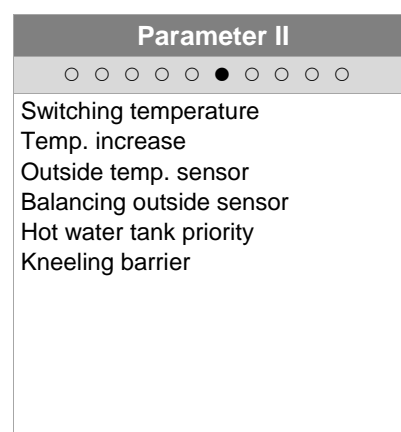 Parameter II
Switching temperature
Temp. increase
Outside temp. sensor
Balancing outside sensor
Hot water tank priority
Kneeling barrier